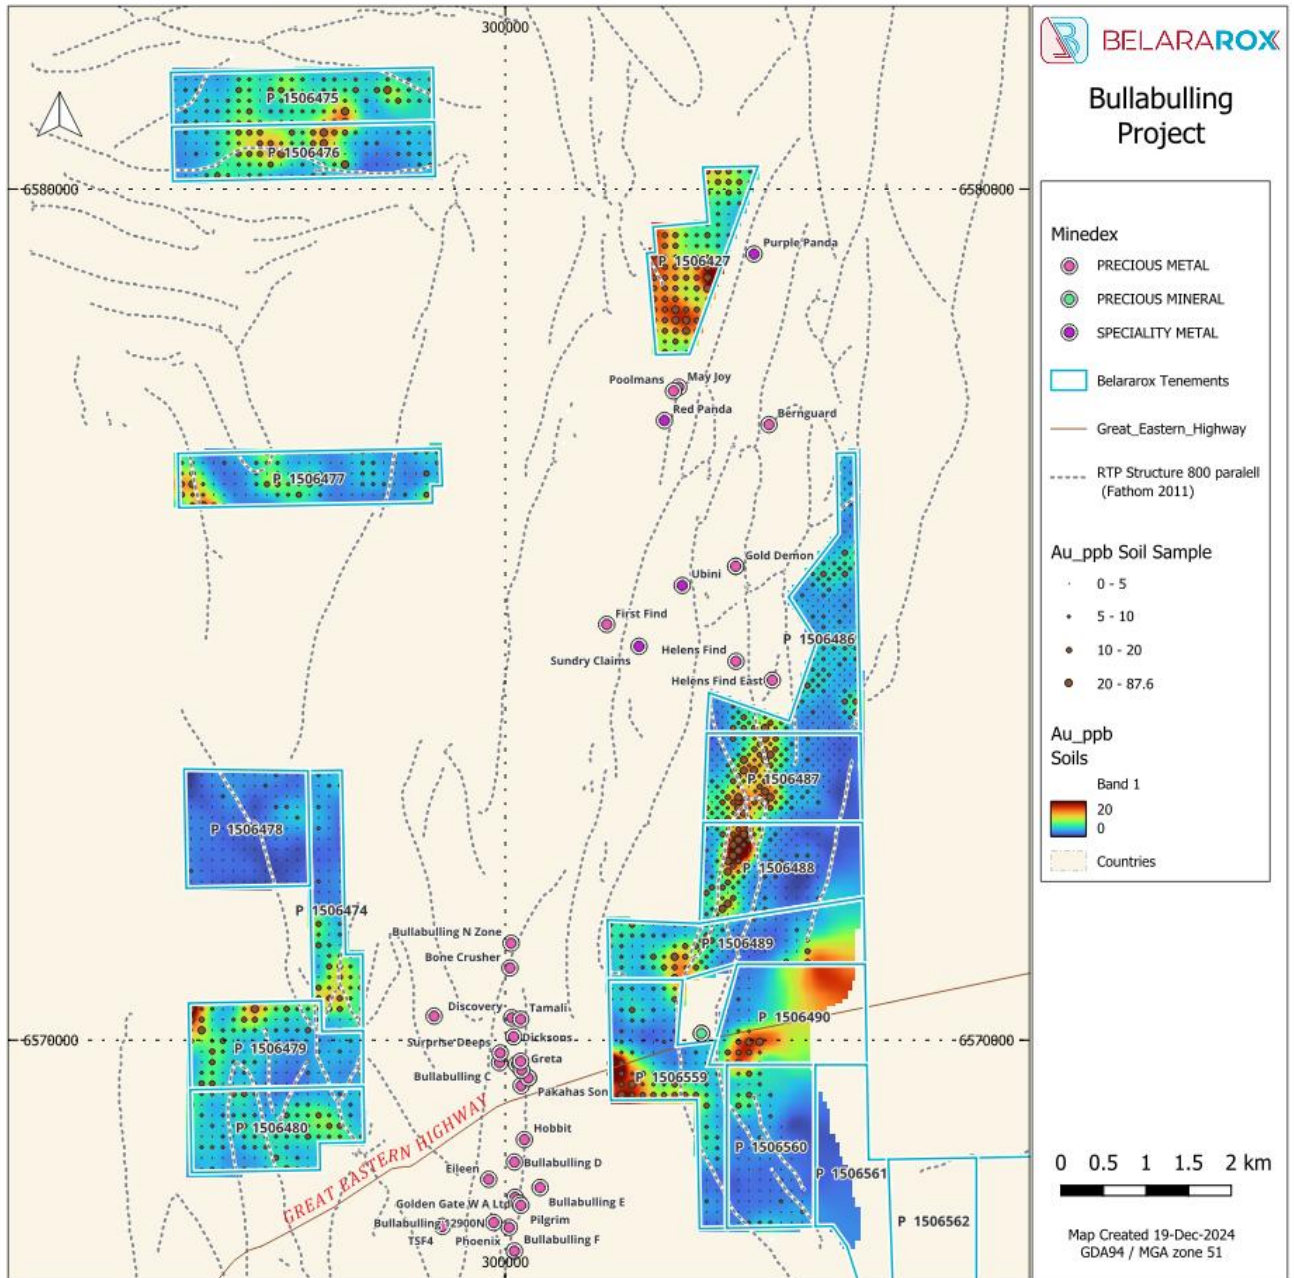 300000
P 1506475
P 1506476
6580000
6580000
P 1506427
Purple Panda
Poolmans
May Joy
Red Panda
Bernguard
P 1506477
Gold Demon
Ubini
First Find
P 1506486
Sundry Claims
Helens Find
Helens Find East
P 1506487
P 1506478
P 1506488
P 1506474
Bullabulling N Zone
P 1506489
Bone Crusher
Discovery
Tamali
P 1506490
6570000
Dicksons
6570000
Surprise Deeps
P 1506479
Greta
Bullabulling C
P 1506559
Pakahas Son
P 1506480
Hobbit
P 1506560
GREAT EASTERN HIGHWAY
Bullabulling D
Eileen
P 1506561
Golden Gate W A Ltd
Bullabulling E
Bullabulling 12900N
Pilgrim
P 1506562
TSF4
Phoenix
Bullabulling F
300000
BELARAROX
Bullabulling
Project
Minedex
PRECIOUS METAL
PRECIOUS MINERAL
SPECIALITY METAL
Belararox Tenements
Great_Eastern_Highway
RTP Structure 800 paralell
(Fathom 2011)
Au_ppb Soil Sample
0 - 5
5 - 10
10 - 20
20 - 87.6
Au_ppb
Soils
Band 1
20
0
Countries
0 0.5 1 1.5 2 km
Map Created 19-Dec-2024
GDA94 / MGA zone 51